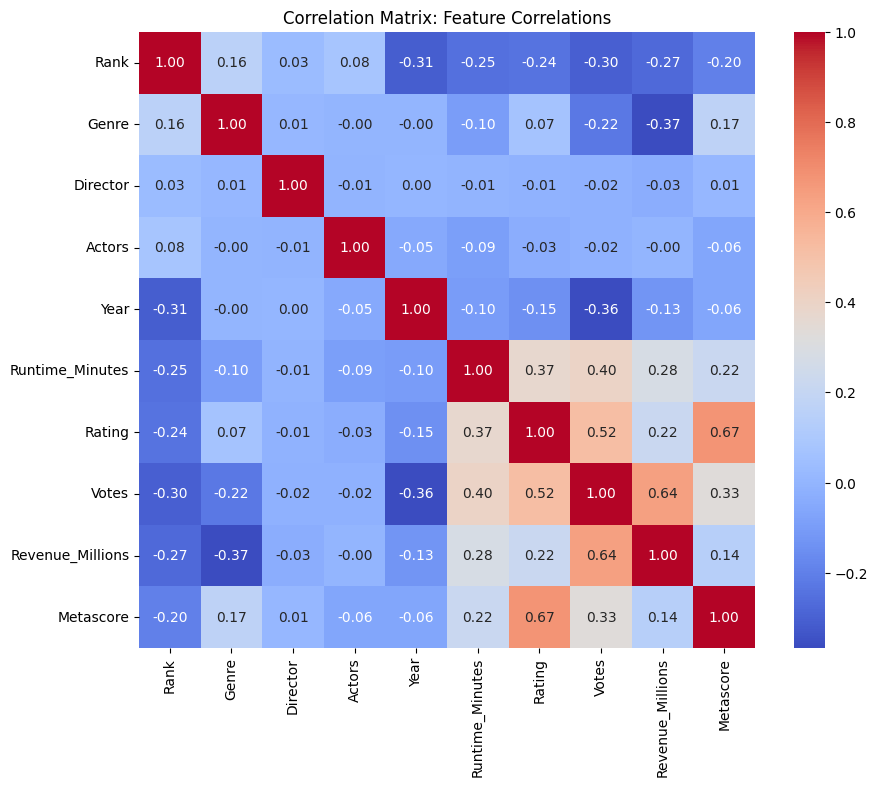 Correlation Matrix: Feature Correlations
Rank 1.00 0.16 0.03 0.08 -0.31 -0.25 -0.24 -0.30 -0.27 -0.20
Genre 0.16 1.00 0.01 -0.00 -0.00 -0.10 0.07 -0.22 -0.37 0.17
Director 0.03 0.01 1.00 -0.01 0.00 -0.01 -0.01 -0.02 -0.03 0.01
Actors 0.08 -0.00 -0.01 1.00 -0.05 -0.09 -0.03 -0.02 -0.00 -0.06
Year -0.31 -0.00 0.00 -0.05 1.00 -0.10 -0.15 -0.36 -0.13 -0.06
Runtime_Minutes -0.25 -0.10 -0.01 -0.09 -0.10 1.00 0.37 0.40 0.28 0.22
Rating -0.24 0.07 -0.01 -0.03 -0.15 0.37 1.00 0.52 0.22 0.67
Votes -0.30 -0.22 -0.02 -0.02 -0.36 0.40 0.52 1.00 0.64 0.33
Revenue_Millions -0.27 -0.37 -0.03 -0.00 -0.13 0.28 0.22 0.64 1.00 0.14
Metascore -0.20 0.17 0.01 -0.06 -0.06 0.22 0.67 0.33 0.14 1.00
Rank
Genre
Director
Actors
Year
Runtime_Minutes
Rating
Votes
Revenue_Millions
Metascore
1.0
0.8
0.6
0.4
0.2
0.0
−0.2